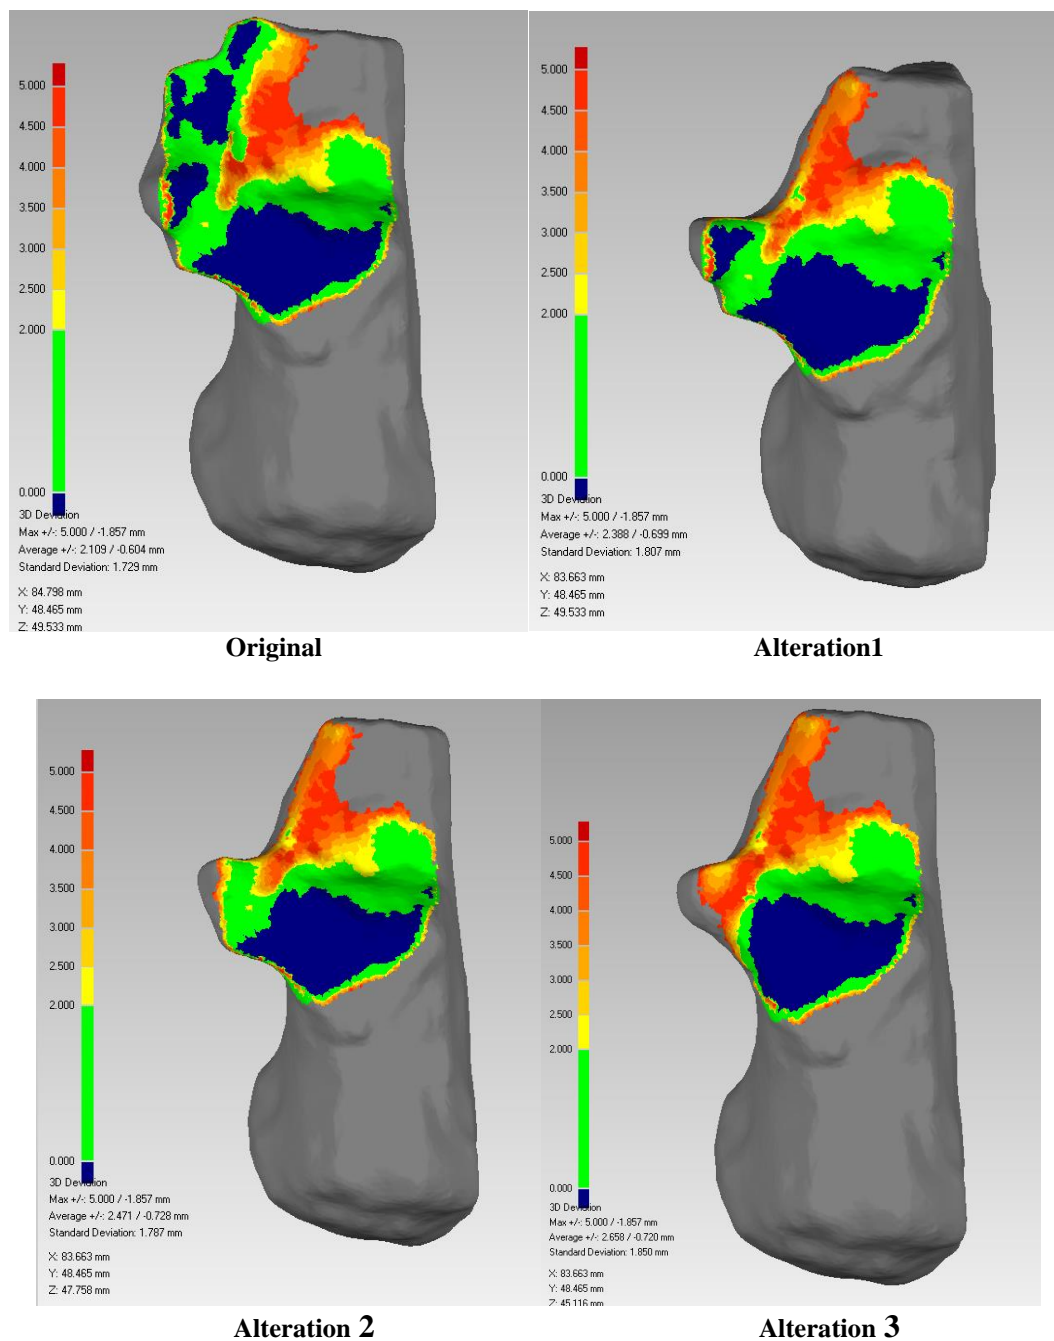 5.000
4.500
4.000
3.500
3.000
2.500
2.000
0.000
3D Deviation
Max +/-: 5.000 / -1.857 mm
Average +/-: 2.109 / -0.604 mm
Standard Deviation: 1.729 mm
X: 84.798 mm
Y: 48.465 mm
Z: 49.533 mm
Original
5.000
4.500
4.000
3.500
3.000
2.500
2.000
0.000
3D Deviation
Max +/-: 5.000 / -1.857 mm
Average +/-: 2.388 / -0.699 mm
Standard Deviation: 1.807 mm
X: 83.663 mm
Y: 48.465 mm
Z: 49.533 mm
Alteration1
5.000
4.500
4.000
3.500
3.000
2.500
2.000
0.000
3D Deviation
Max +/-: 5.000 / -1.857 mm
Average +/-: 2.471 / -0.728 mm
Standard Deviation: 1.787 mm
X: 83.663 mm
Y: 48.465 mm
Z: 47.758 mm
Alteration 2
5.000
4.500
4.000
3.500
3.000
2.500
2.000
0.000
3D Deviation
Max +/-: 5.000 / -1.857 mm
Average +/-: 2.658 / -0.720 mm
Standard Deviation: 1.850 mm
X: 83.663 mm
Y: 48.465 mm
Z: 45.116 mm
Alteration 3